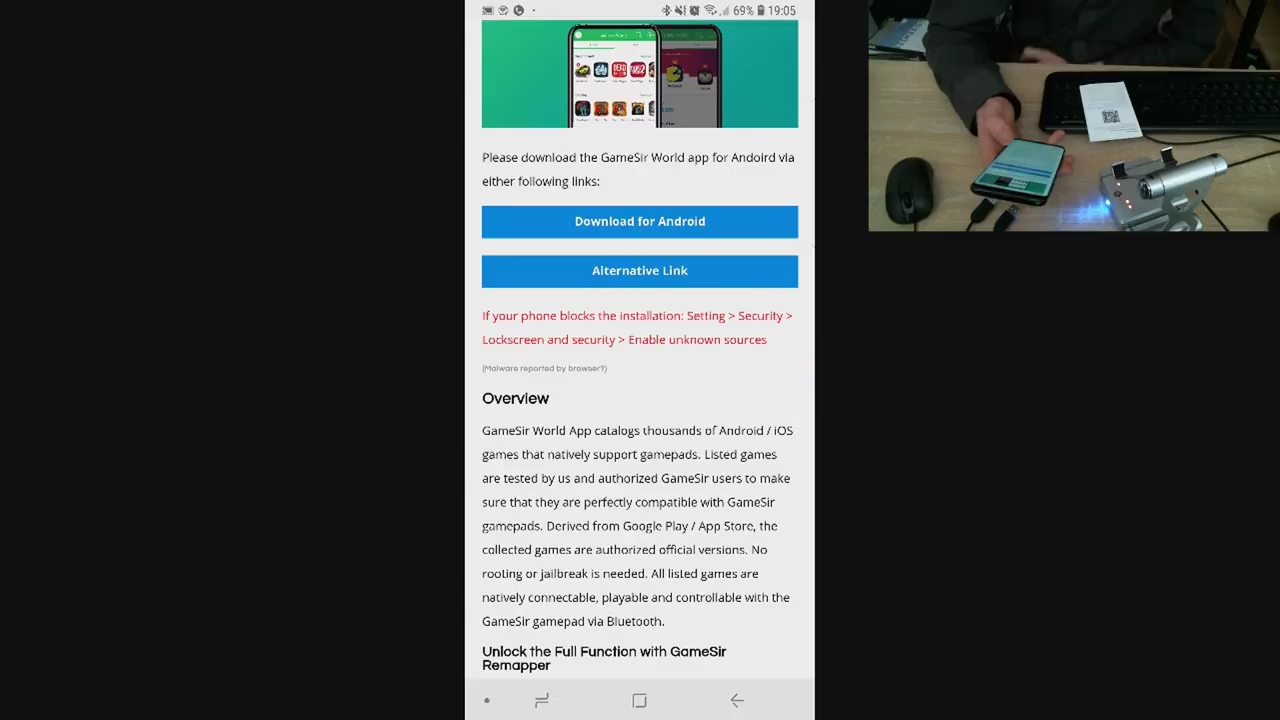 69% 19:05
Please download the GameSir World app for Andoird via
either following links:
Download for Android
Alternative Link
If your phone blocks the installation: Setting > Security >
Lockscreen and security > Enable unknown sources
(Malware reported by browser?)
Overview
GameSir World App catalogs thousands of Android / iOS
games that natively support gamepads. Listed games
are tested by us and authorized GameSir users to make
sure that they are perfectly compatible with GameSir
gamepads. Derived from Google Play / App Store, the
collected games are authorized official versions. No
rooting or jailbreak is needed. All listed games are
natively connectable, playable and controllable with the
GameSir gamepad via Bluetooth.
Unlock the Full Function with GameSir
Remapper